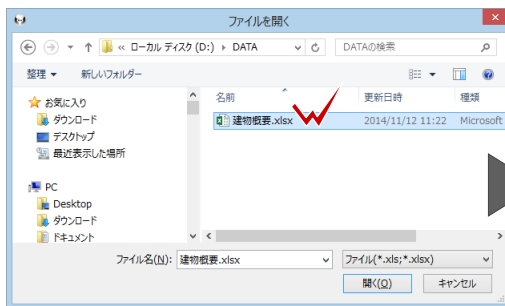 ファイルを開く
« ローカル ディスク (D:) ▸ DATA
DATAの検索
整理 ▼ 新しいフォルダー
お気に入り
ダウンロード
デスクトップ
最近表示した場所
PC
Desktop
ダウンロード
ドキュメント
名前 更新日時 種類
建物概要.xlsx 2014/11/12 11:22 Microsoft
ファイル名(N): 建物概要.xlsx ファイル(*.xls;*.xlsx)
開く(O) キャンセル